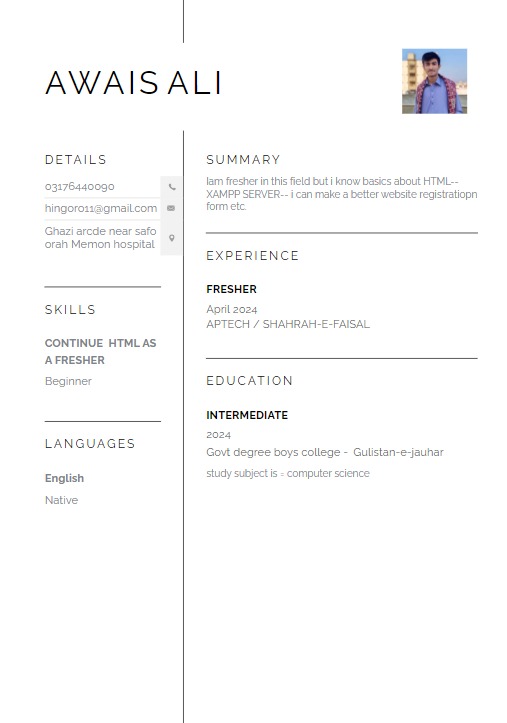 AWAIS ALI
DETAILS
03176440090
hingoro11@gmail.com
Ghazi arcde near safo
orah Memon hospital
SKILLS
CONTINUE HTML AS
A FRESHER
Beginner
LANGUAGES
English
Native
SUMMARY
Iam fresher in this field but i know basics about HTML--
XAMPP SERVER-- i can make a better website registratiopn
form etc.
EXPERIENCE
FRESHER
April 2024
APTECH / SHAHRAH-E-FAISAL
EDUCATION
INTERMEDIATE
2024
Govt degree boys college - Gulistan-e-jauhar
study subject is = computer science